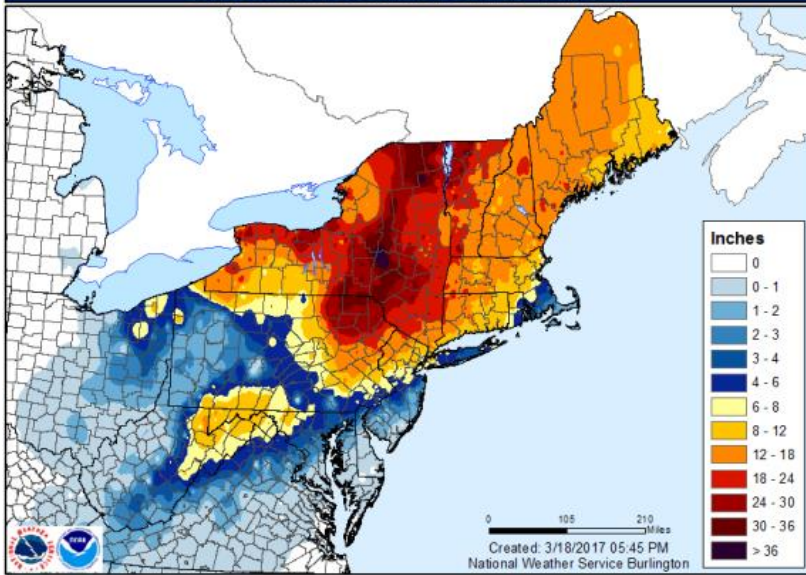 Inches
0
0 - 1
1 - 2
2 - 3
3 - 4
4 - 6
6 - 8
8 - 12
12 - 18
18 - 24
24 - 30
30 - 36
> 36
0 105 210
Miles
Created: 3/18/2017 05:45 PM
National Weather Service Burlington